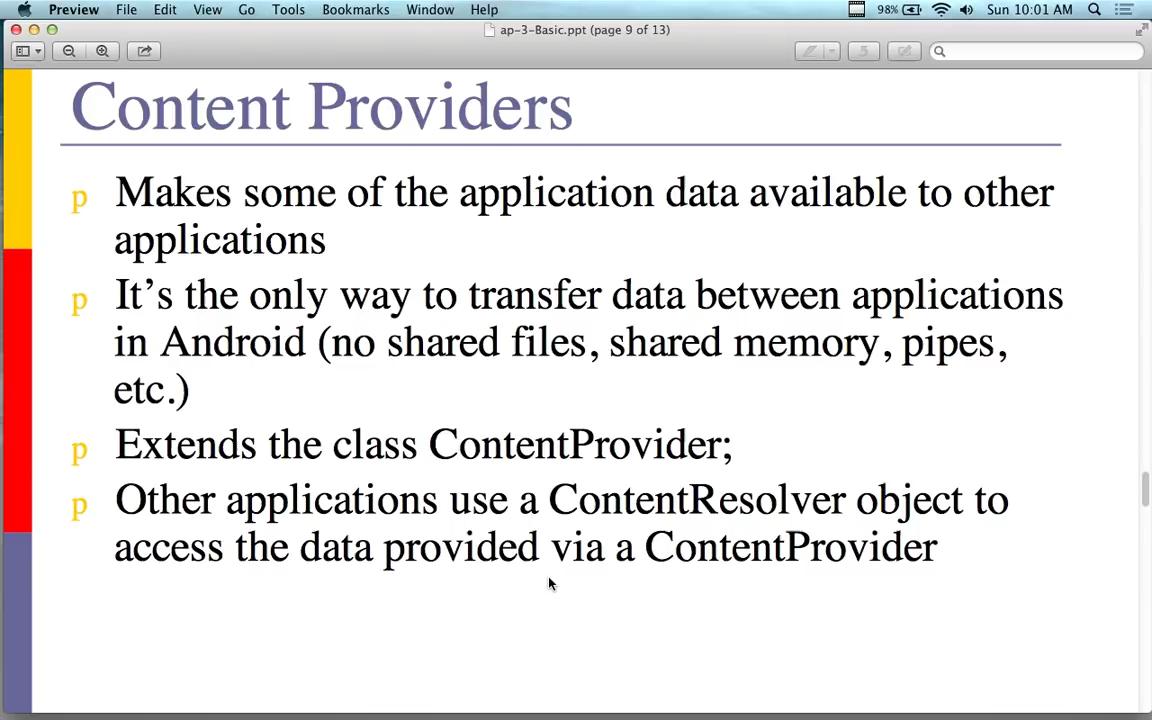 Preview File Edit View Go Tools Bookmarks Window Help 98% Sun 10:01 AM
ap-3-Basic.ppt (page 9 of 13)
Content Providers
p Makes some of the application data available to other
applications
p It's the only way to transfer data between applications
in Android (no shared files, shared memory, pipes,
etc.)
p Extends the class ContentProvider;
p Other applications use a ContentResolver object to
access the data provided via a ContentProvider